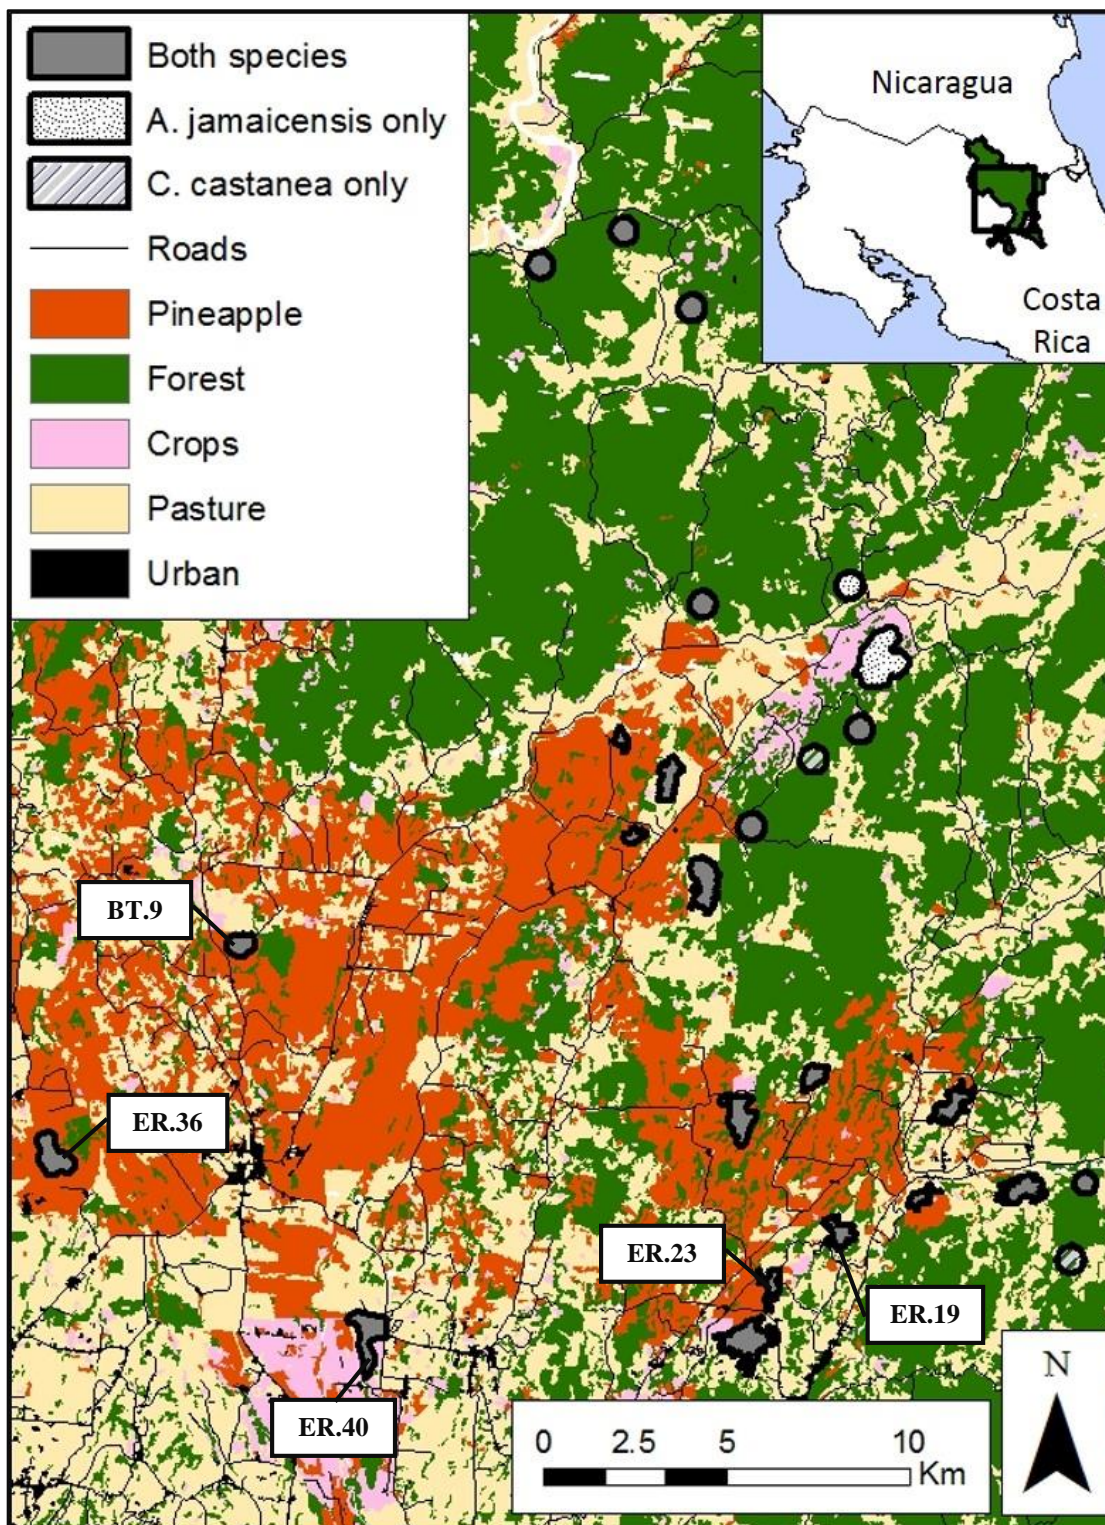 Both species
A. jamaicensis only
C. castanea only
Roads
Pineapple
Forest
Crops
Pasture
Urban
Nicaragua
Costa
Rica
BT.9
ER.36
ER.23
ER.19
ER.40
N
0 2.5 5 10
Km